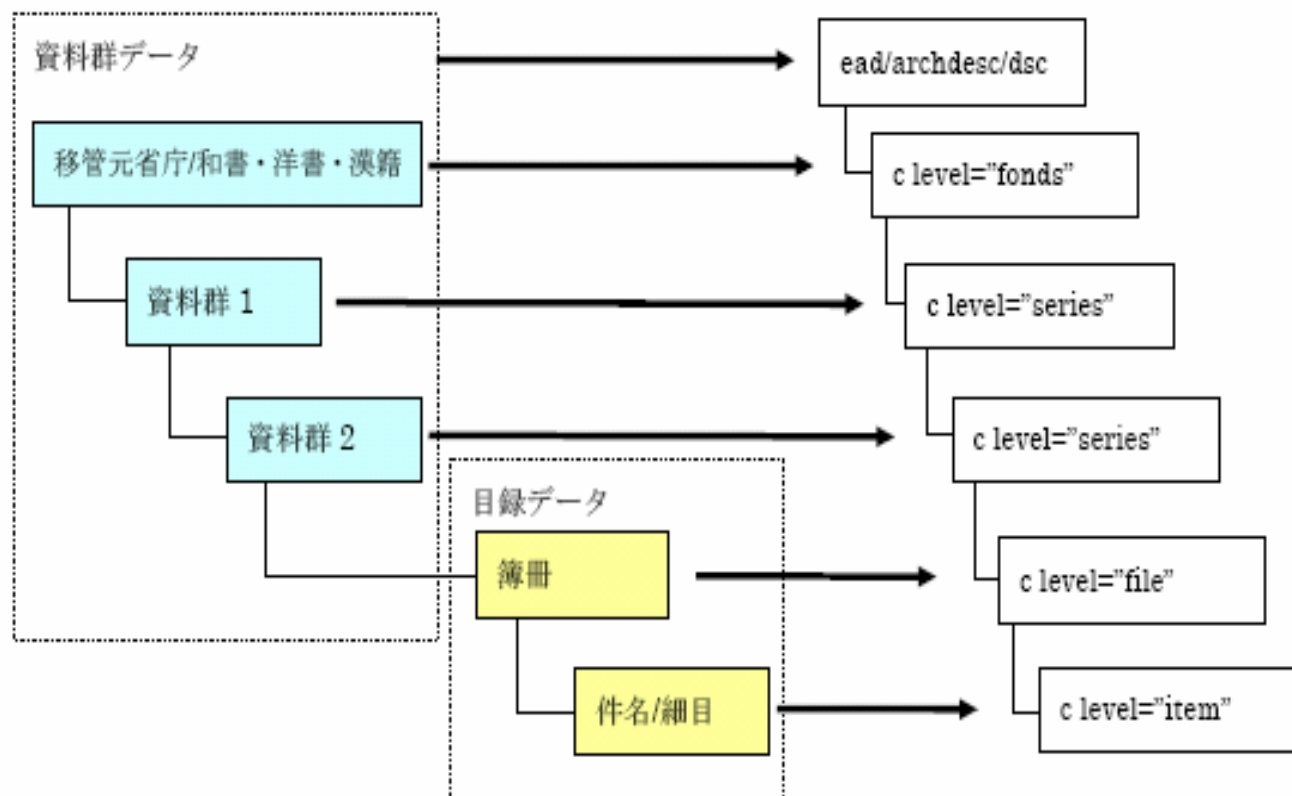 資料群データ
ead/archdesc/dsc
移管元省庁/和書・洋書・漢籍
c level=”fonds”
資料群 1
c level=”series”
資料群 2
c level=”series”
目録データ
簿冊
c level=”file”
件名/細目
c level=”item”